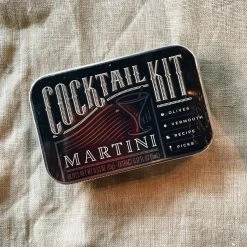 COCKTAIL KIT
MARTINI
OLIVES
VERMOUTH
RECIPE
PICKS